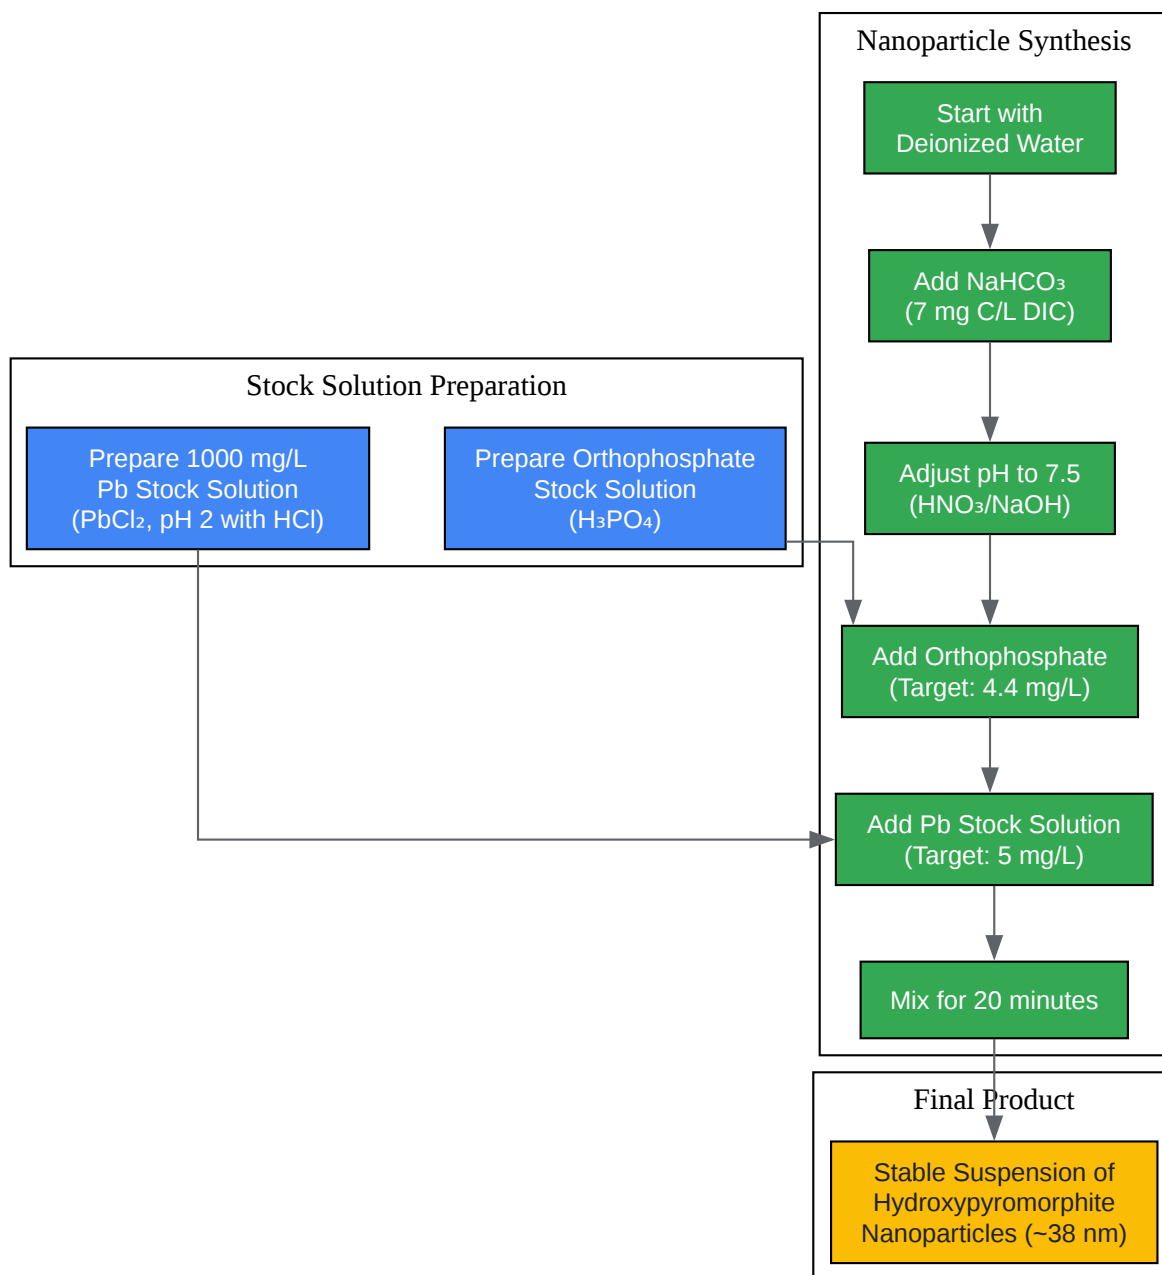 Nanoparticle Synthesis
Start with
Deionized Water
Add NaHCO₃
(7 mg C/L DIC)
Stock Solution Preparation
Prepare 1000 mg/L
Pb Stock Solution
(PbCl₂, pH 2 with HCl)
Prepare Orthophosphate
Stock Solution
(H₃PO₄)
Adjust pH to 7.5
(HNO₃/NaOH)
Add Orthophosphate
(Target: 4.4 mg/L)
Add Pb Stock Solution
(Target: 5 mg/L)
Mix for 20 minutes
Final Product
Stable Suspension of
Hydroxypyromorphite
Nanoparticles (~38 nm)